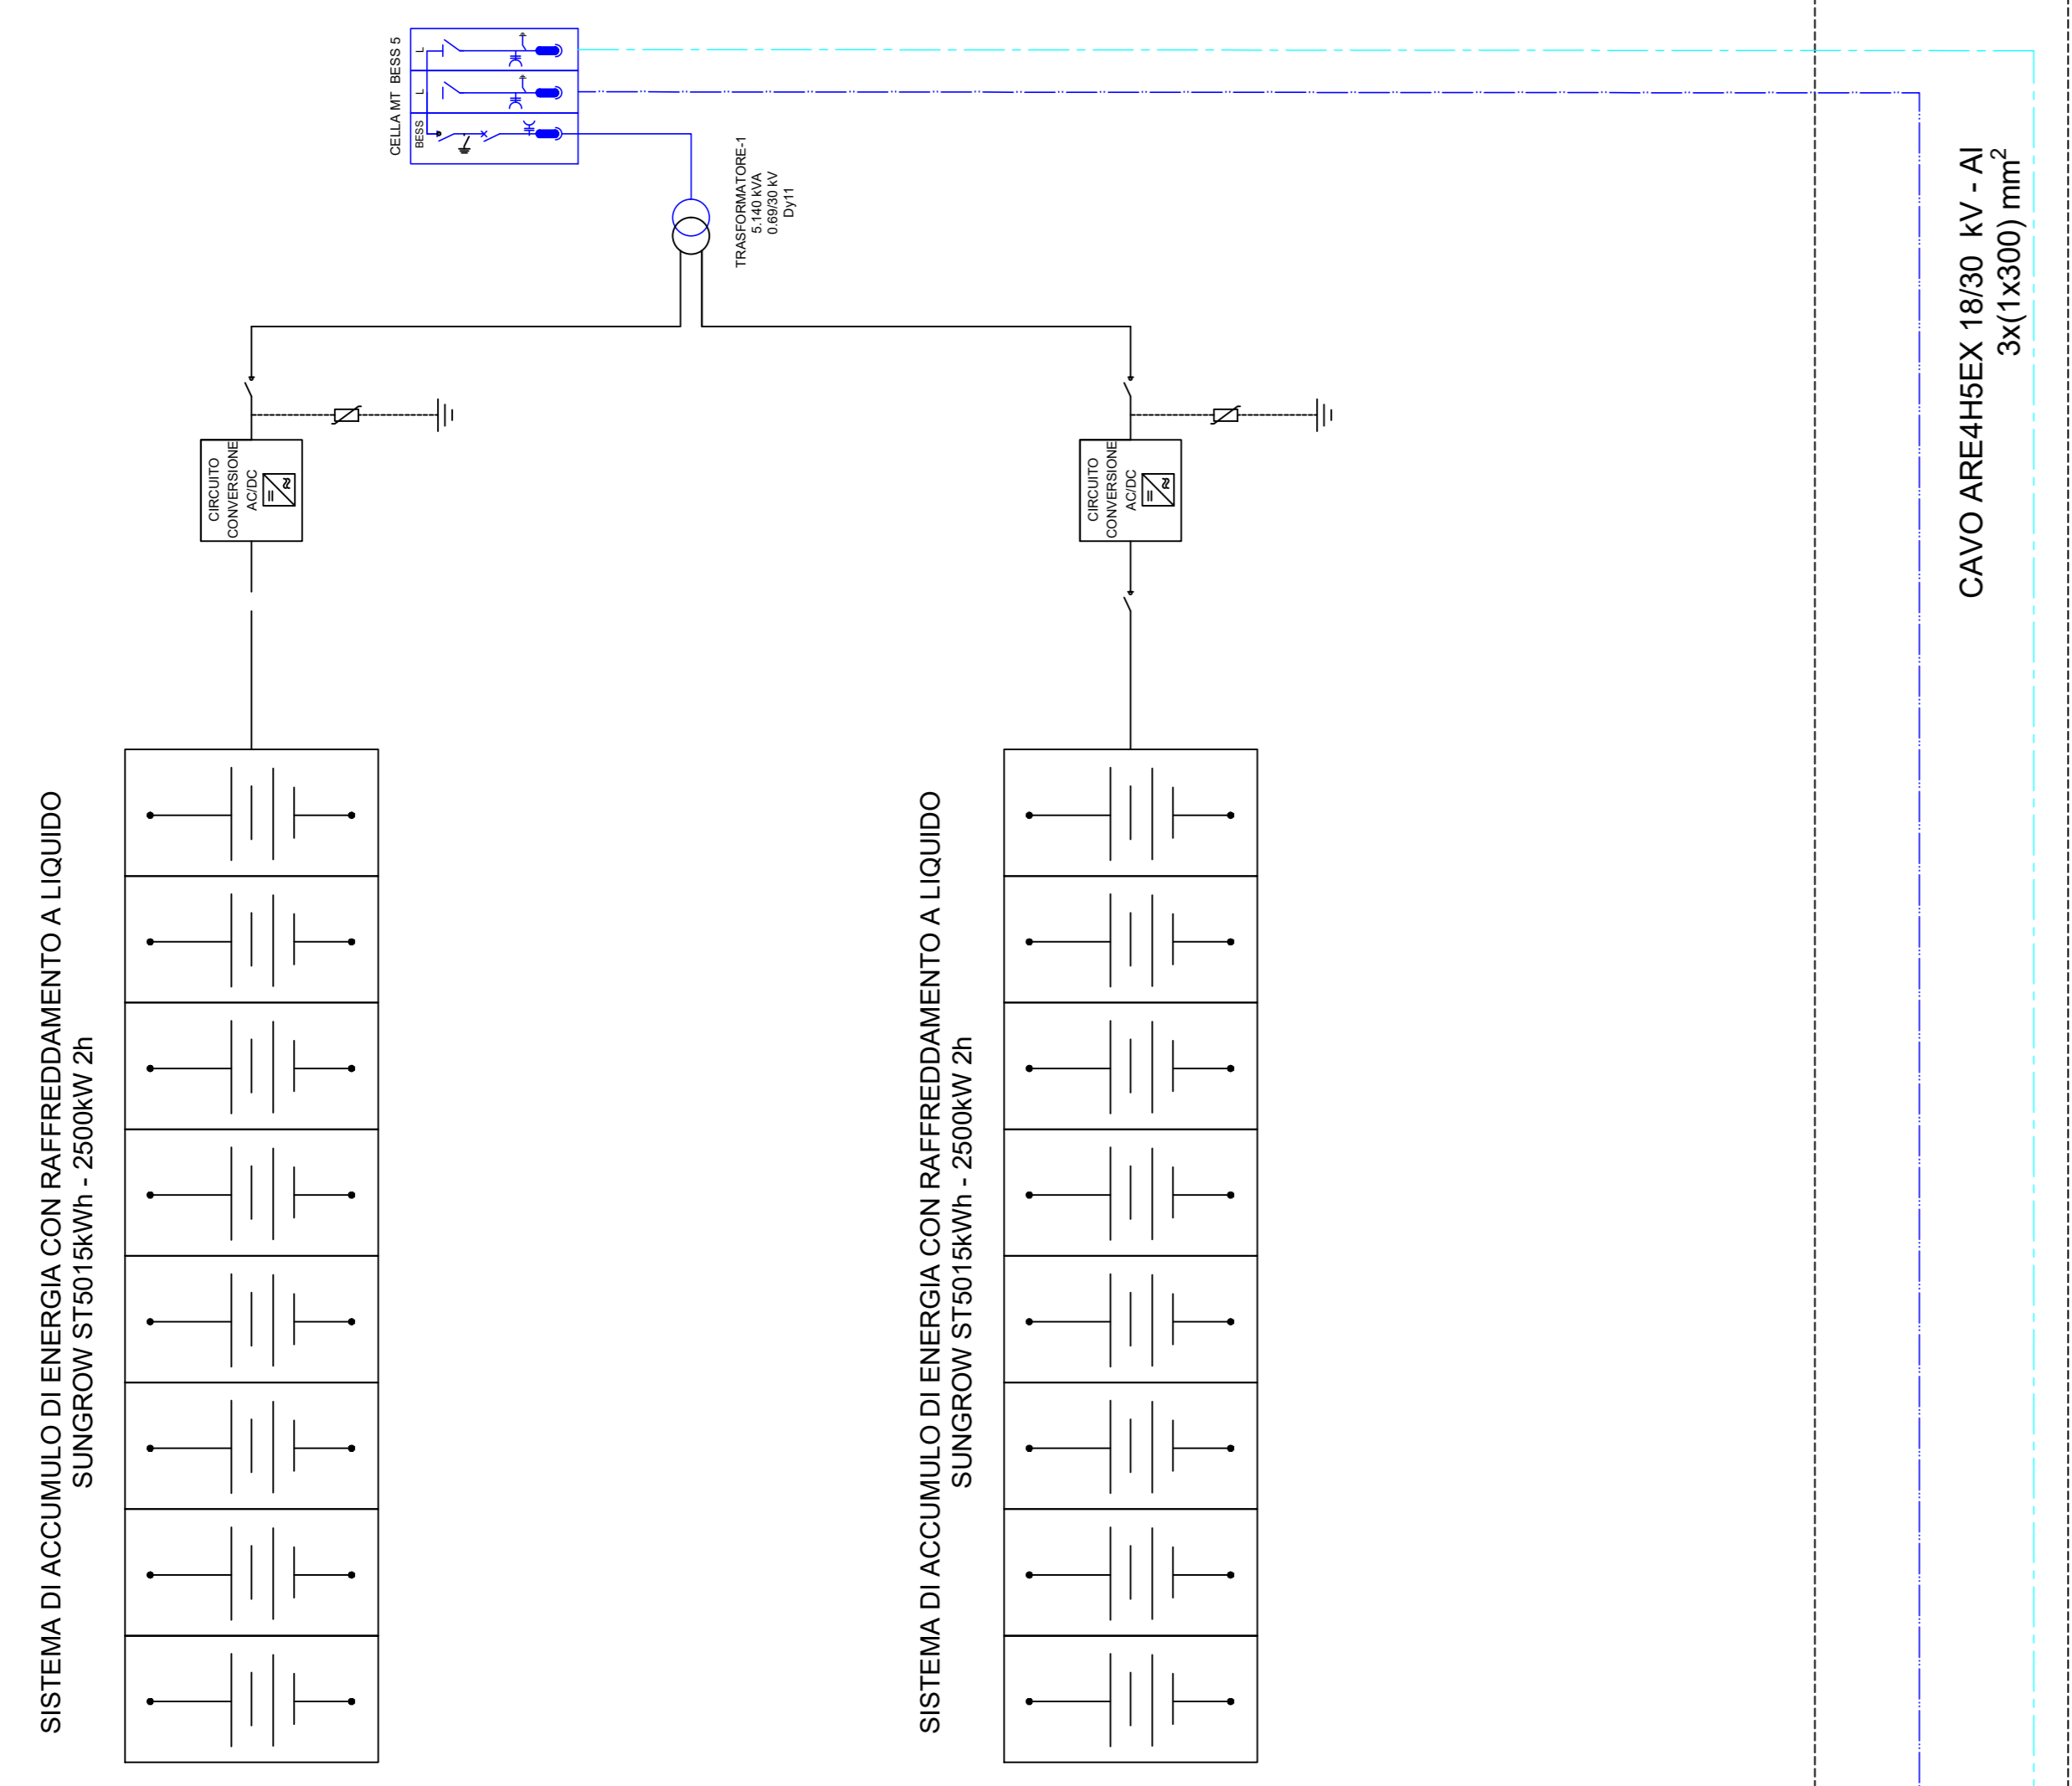 CELLA MT BESS 5
L
L
BESS
TRASFORMATORE-1
5.140 kVA
0.69/30 kV
Dy11
CIRCUITO
CONVERSIONE
AC/DC
CIRCUITO
CONVERSIONE
AC/DC
CAVO ARE4H5EX 18/30 kV - Al
3x(1x300) mm²
SISTEMA DI ACCUMULO DI ENERGIA CON RAFFREDDAMENTO A LIQUIDO
SUNGROW ST5015kWh - 2500kW 2h
SISTEMA DI ACCUMULO DI ENERGIA CON RAFFREDDAMENTO A LIQUIDO
SUNGROW ST5015kWh - 2500kW 2h